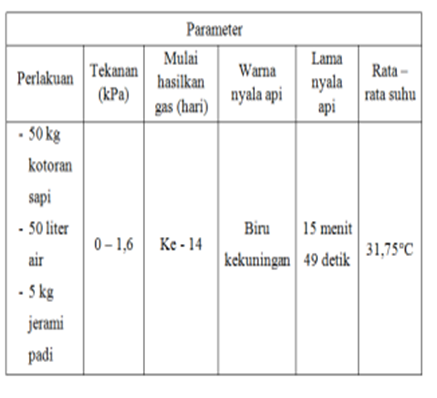 Parameter
Perlakuan
Tekanan
(kPa)
Mulai
hasilkan
gas (hari)
Warna
nyala api
Lama
nyala
api
Rata –
rata suhu
- 50 kg
kotoran
sapi
- 50 liter
air
- 5 kg
jerami
padi
0 – 1,6
Ke - 14
Biru
kekuningan
15 menit
49 detik
31,75°C